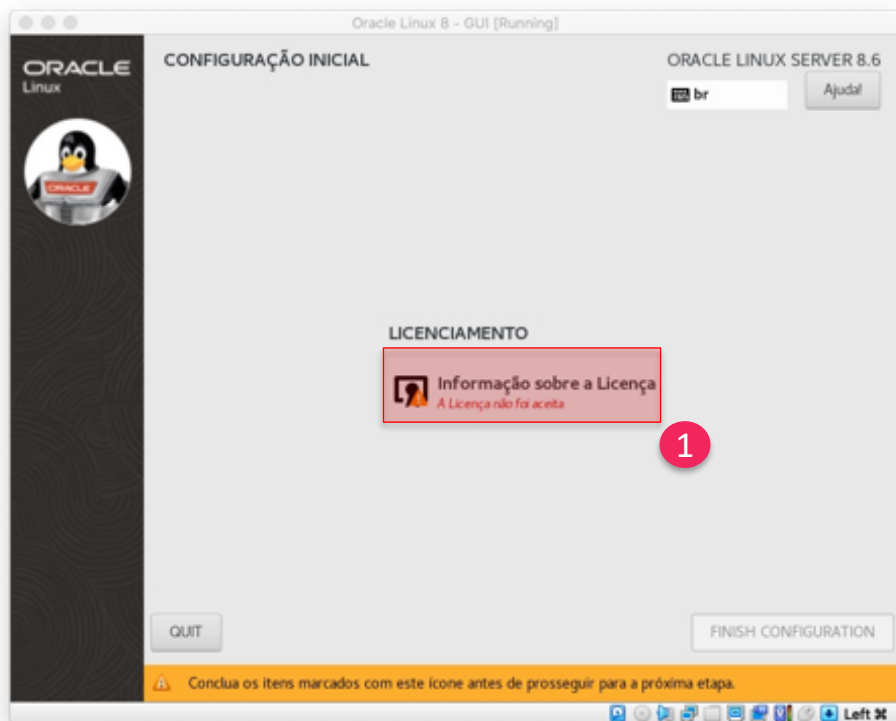 Oracle Linux 8 - GUI [Running]
ORACLE
Linux
ORACLE
CONFIGURAÇÃO INICIAL
ORACLE LINUX SERVER 8.6
br
Ajuda!
LICENCIAMENTO
Informação sobre a Licença
A Licença não foi aceita
1
QUIT
FINISH CONFIGURATION
Conclua os itens marcados com este ícone antes de prosseguir para a próxima etapa.
Left ⌘